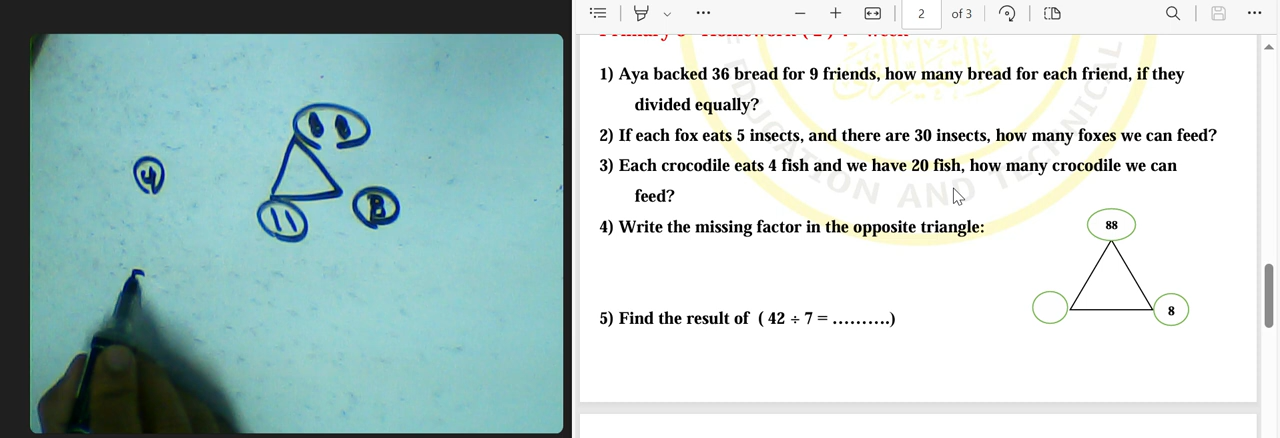 4
88
11
8
2
of 3
1) Aya backed 36 bread for 9 friends, how many bread for each friend, if they
divided equally?
2) If each fox eats 5 insects, and there are 30 insects, how many foxes we can feed?
3) Each crocodile eats 4 fish and we have 20 fish, how many crocodile we can
feed?
4) Write the missing factor in the opposite triangle:
88
8
5) Find the result of ( 42 ÷ 7 = ..........)
EDUCATION AND TECHNICAL